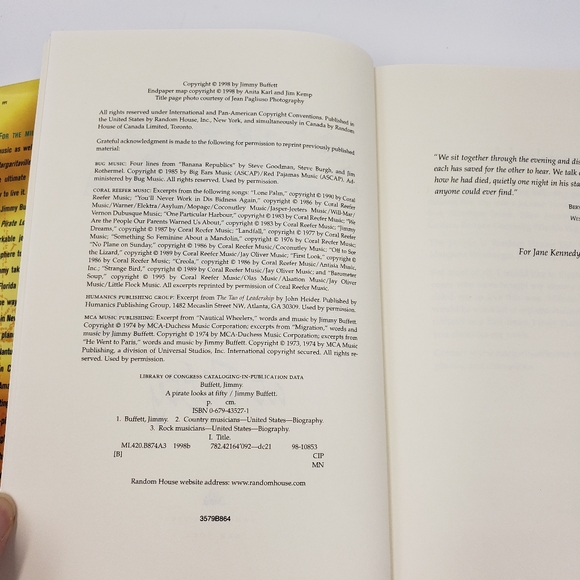 Copyright © 1998 by Jimmy Buffett
Endpaper map copyright © 1998 by Anita Karl and Jim Kemp
Title page photo courtesy of Jean Pagliuso Photography
All rights reserved under International and Pan-American Copyright Conventions. Published in
the United States by Random House, Inc., New York, and simultaneously in Canada by Random
House of Canada Limited, Toronto.
Grateful acknowledgment is made to the following for permission to reprint previously published
material:
BUG MUSIC: Four lines from "Banana Republics" by Steve Goodman, Steve Burgh, and Jim
Rothermel. Copyright © 1985 by Big Ears Music (ASCAP)/Red Pajamas Music (ASCAP). Ad-
ministered by Bug Music. All rights reserved. Used by permission.
CORAL REEFER MUSIC: Excerpts from the following songs: "Lone Palm," copyright © 1990 by Coral
Reefer Music; "You'll Never Work in Dis Bidness Again," copyright © 1986 by Coral Reefer
Music/Warner/Elektra/Asylum/Mopage/Coconutley Music/Jasper-Jeeters Music/Will-Mar/
Vernon Dubusque Music; "One Particular Harbour," copyright © 1983 by Coral Reefer Music; "We
Are the People Our Parents Warned Us About," copyright © 1983 by Coral Reefer Music; "Jimmy
Dreams," copyright © 1987 by Coral Reefer Music; "Landfall," copyright © 1977 by Coral Reefer
Music; "Something So Feminine About a Mandolin," copyright © 1976 by Coral Reefer Music;
"No Plane on Sunday," copyright © 1986 by Coral Reefer Music/Coconutley Music; "Off to See
the Lizard," copyright © 1989 by Coral Reefer Music/Jay Oliver Music; "First Look," copyright ©
1986 by Coral Reefer Music; "Creola," copyright © 1986 by Coral Reefer Music/Antisia Music,
Inc.; "Strange Bird," copyright © 1989 by Coral Reefer Music/Jay Oliver Music; and "Barometer
Soup," copyright © 1995 by Coral Reefer Music/Olas Music/Alsatian Music/Jay Oliver
Music/Little Flock Music. All excerpts reprinted by permission of Coral Reefer Music.
HUMANICS PUBLISHING GROUP: Excerpt from The Tao of Leadership by John Heider. Published by
Humanics Publishing Group, 1482 Mecaslin Street NW, Atlanta, GA 30309. Used by permission.
MCA MUSIC PUBLISHING: Excerpt from "Nautical Wheelers," words and music by Jimmy Buffett.
Copyright © 1974 by MCA-Duchess Music Corporation; excerpts from "Migration," words and
music by Jimmy Buffett. Copyright © 1974 by MCA-Duchess Music Corporation; excerpts from
"He Went to Paris," words and music by Jimmy Buffett. Copyright © 1973, 1974 by MCA Music
Publishing, a division of Universal Studios, Inc. International copyright secured. All rights re-
served. Used by permission.
LIBRARY OF CONGRESS CATALOGING-IN-PUBLICATION DATA
Buffett, Jimmy.
A pirate looks at fifty / Jimmy Buffett.
p. cm.
ISBN 0-679-43527-1
1. Buffett, Jimmy. 2. Country musicians—United States—Biography.
3. Rock musicians—United States—Biography.
I. Title.
ML420.B874A3 1998b 782.42164'092—dc21 98-10853
[B] CIP
MN
Random House website address: www.randomhouse.com
3579B864
"We sit together through the evening and
each has saved for the other to hear. We talk
how he had died, quietly one night in his
anyone could ever find."
For Jane Kennedy
FOR THE
music as
ultimate
to live it.
Jimmy
Pirate